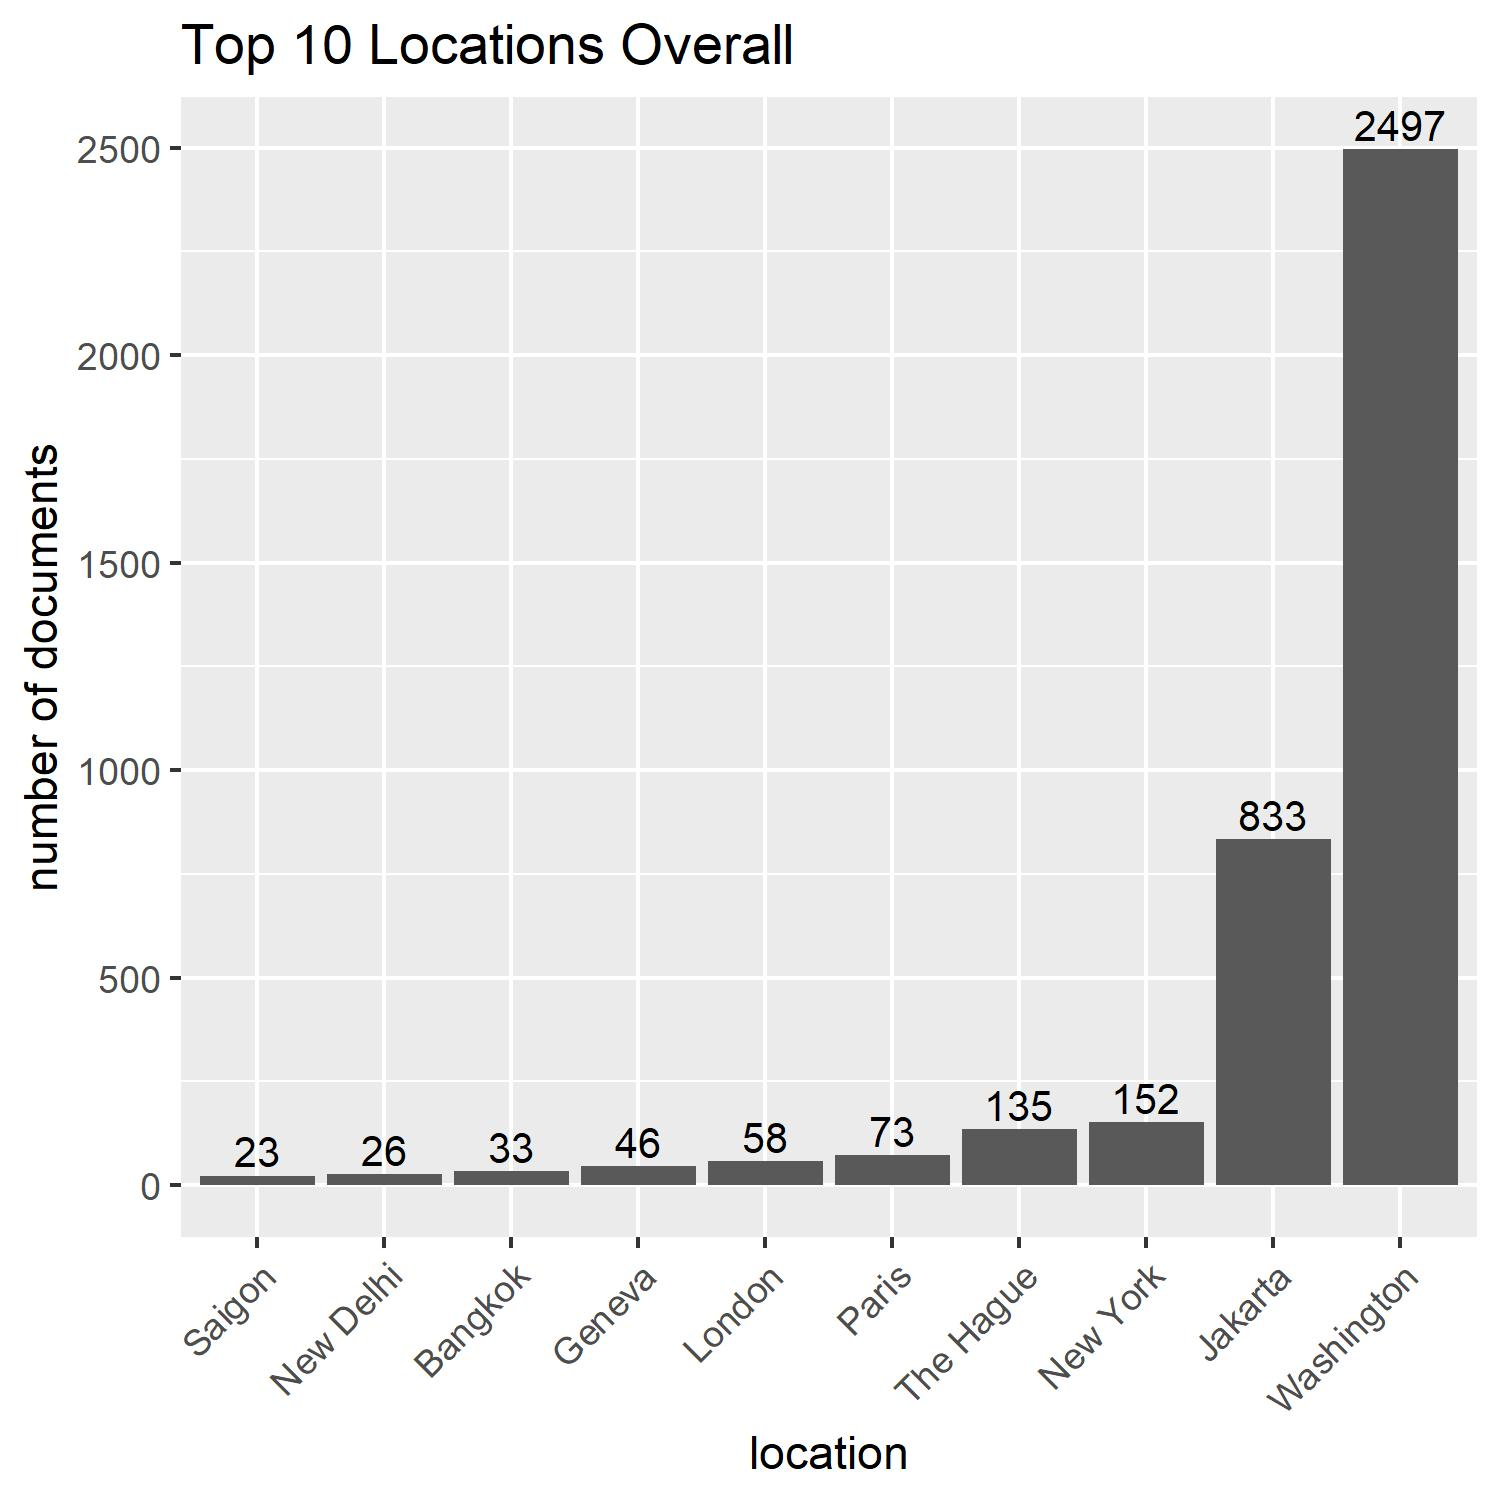 Top 10 Locations Overall
number of documents
2500
2000
1500
1000
500
0
23
26
33
46
58
73
135
152
833
2497
Saigon
New Delhi
Bangkok
Geneva
London
Paris
The Hague
New York
Jakarta
Washington
location